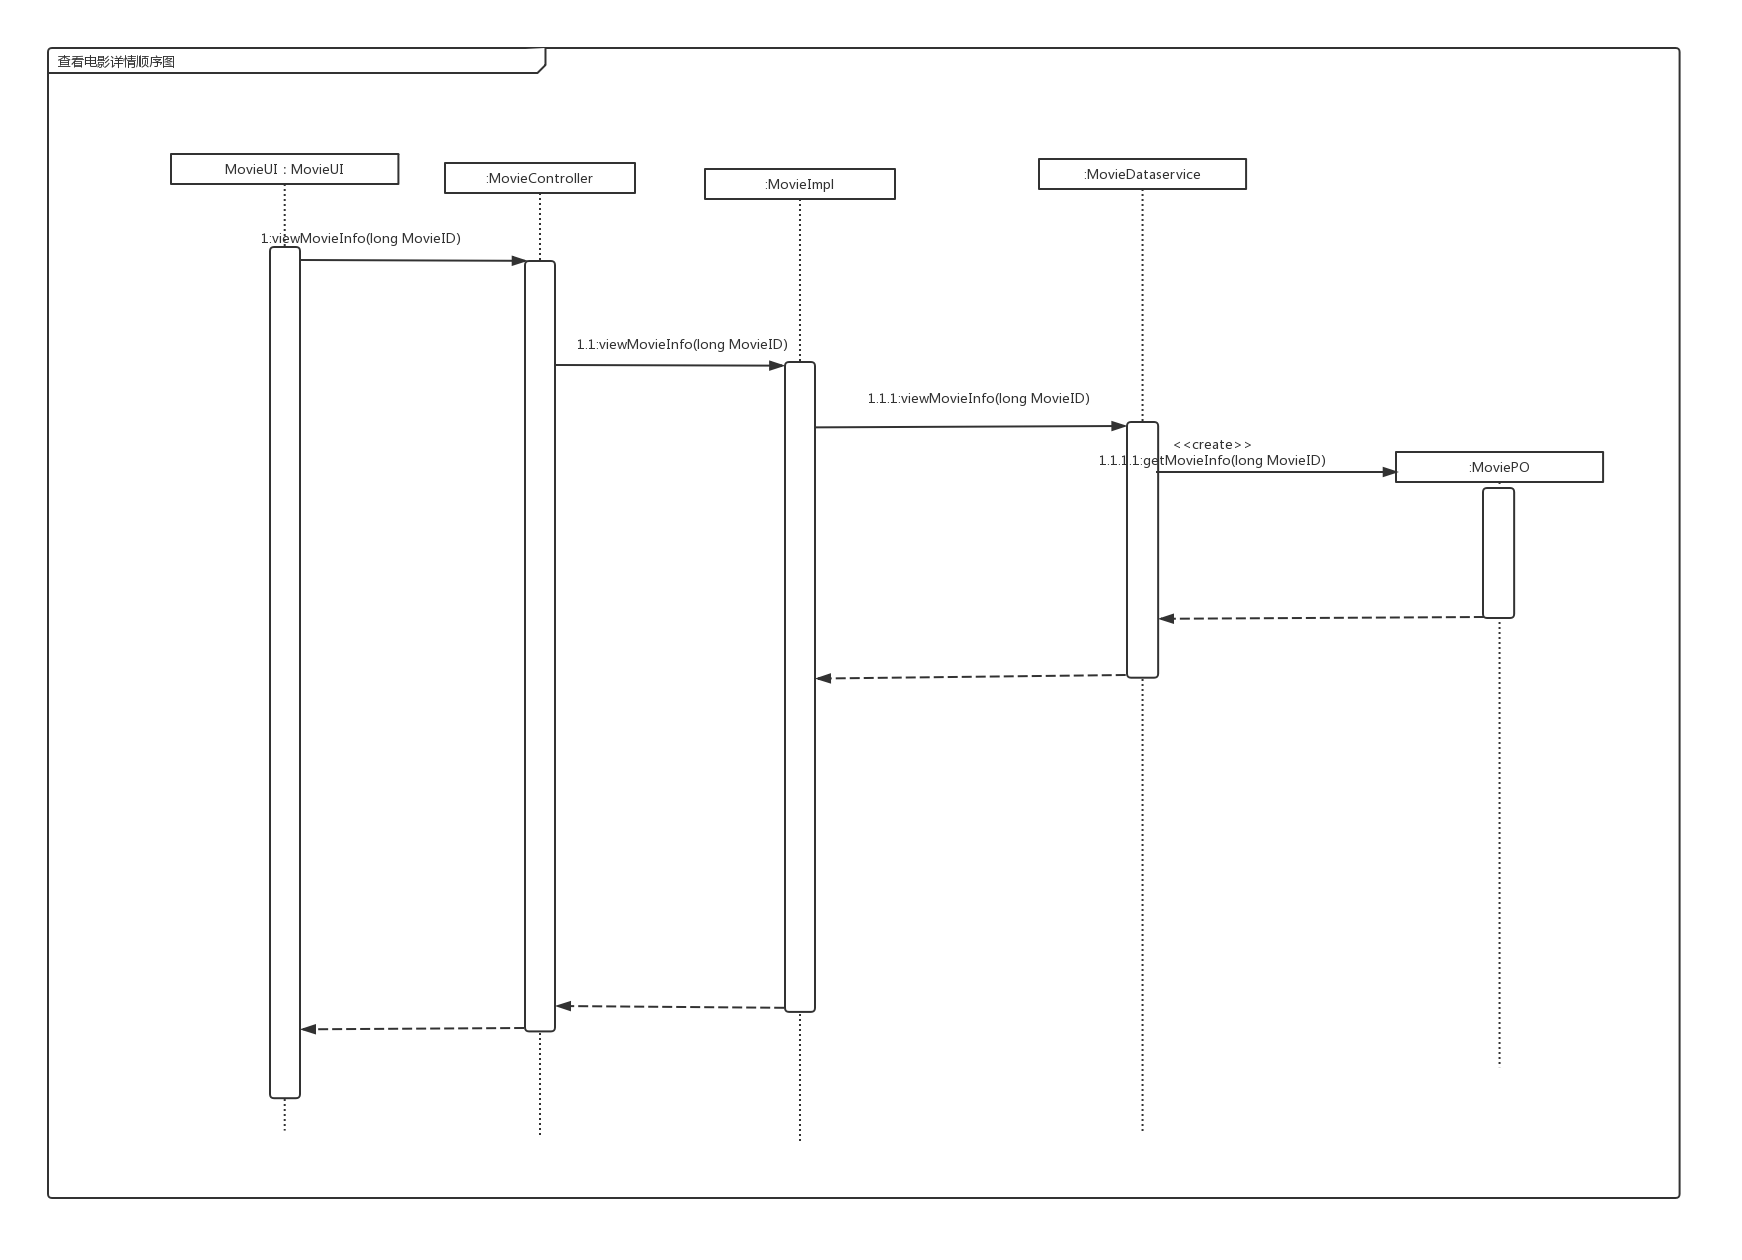 查看电影详情顺序图
MovieUI : MovieUI
:MovieController
:MovieImpl
:MovieDataservice
1:viewMovieInfo(long MovieID)
1.1:viewMovieInfo(long MovieID)
1.1.1:viewMovieInfo(long MovieID)
<<create>>
1.1.1.1:getMovieInfo(long MovieID)
:MoviePO